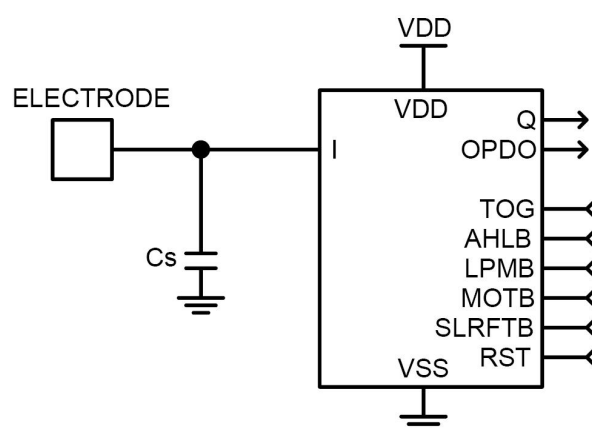 VDD
ELECTRODE
VDD
Q
I
OPDO
TOG
AHLB
Cs
LPMB
MOTB
SLRFTB
RST
VSS